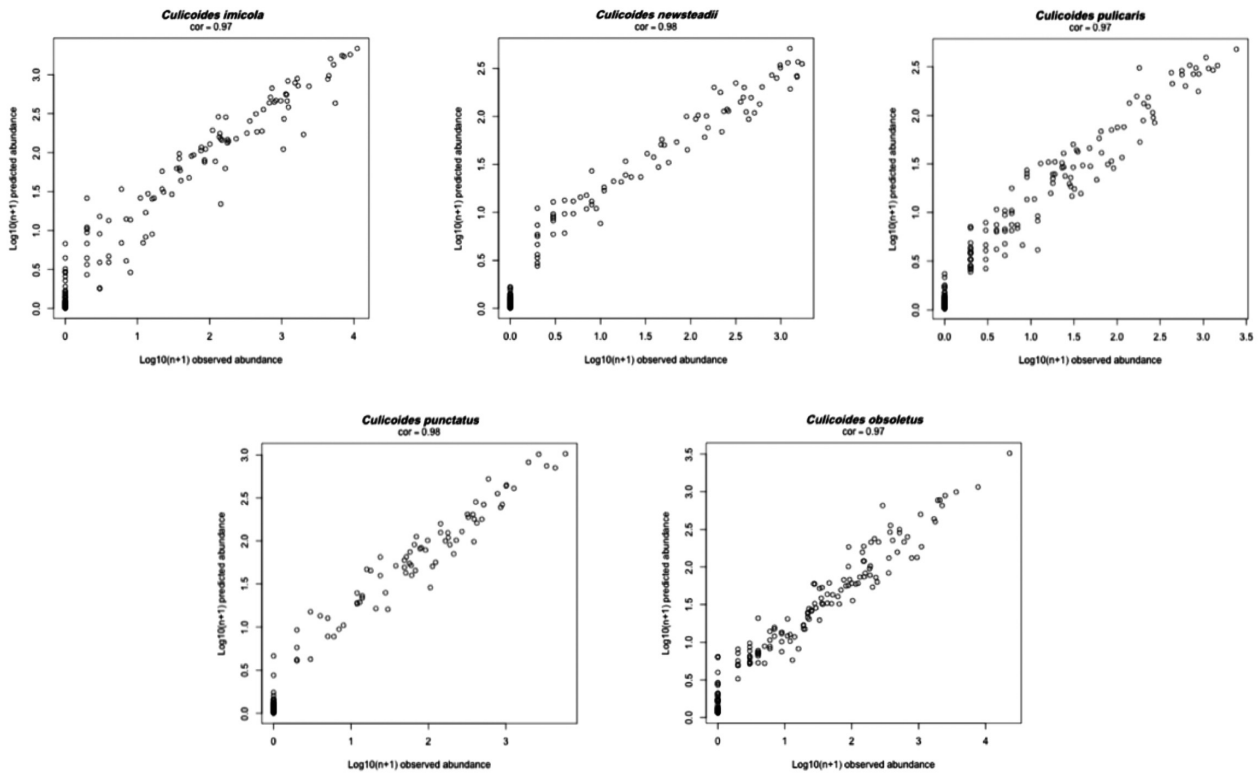 Culicoides imicola
cor = 0.97
Log10(n+1) predicted abundance
3.0
2.5
2.0
1.5
1.0
0.5
0.0
0 1 2 3 4
Log10(n+1) observed abundance
Culicoides newsteadii
cor = 0.98
Log10(n+1) predicted abundance
2.5
2.0
1.5
1.0
0.5
0.0
0.0 0.5 1.0 1.5 2.0 2.5 3.0
Log10(n+1) observed abundance
Culicoides pulicaris
cor = 0.97
Log10(n+1) predicted abundance
2.5
2.0
1.5
1.0
0.5
0.0
0.0 0.5 1.0 1.5 2.0 2.5 3.0 3.5
Log10(n+1) observed abundance
Culicoides punctatus
cor = 0.98
Log10(n+1) predicted abundance
3.0
2.5
2.0
1.5
1.0
0.5
0.0
0 1 2 3
Log10(n+1) observed abundance
Culicoides obsoletus
cor = 0.97
Log10(n+1) predicted abundance
3.5
3.0
2.5
2.0
1.5
1.0
0.5
0.0
0 1 2 3 4
Log10(n+1) observed abundance